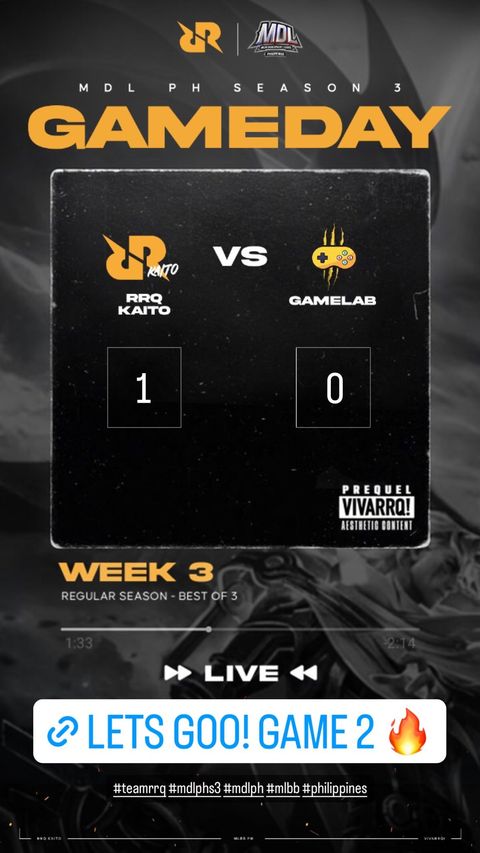 MDL
MDL PH SEASON 3
GAMEDAY
KAITO
VS
RRQ
KAITO
GAMELAB
1
0
PREQUEL
VIVARRQ!
AESTHETIC CONTENT
WEEK 3
REGULAR SEASON - BEST OF 3
1:33
-2:14
LIVE
LETS GOO! GAME 2 🔥
#teamrrq #mdlphs3 #mdlph #mlbb #philippines
RRQ KAITO
MLBB PH
VIVARRQ!